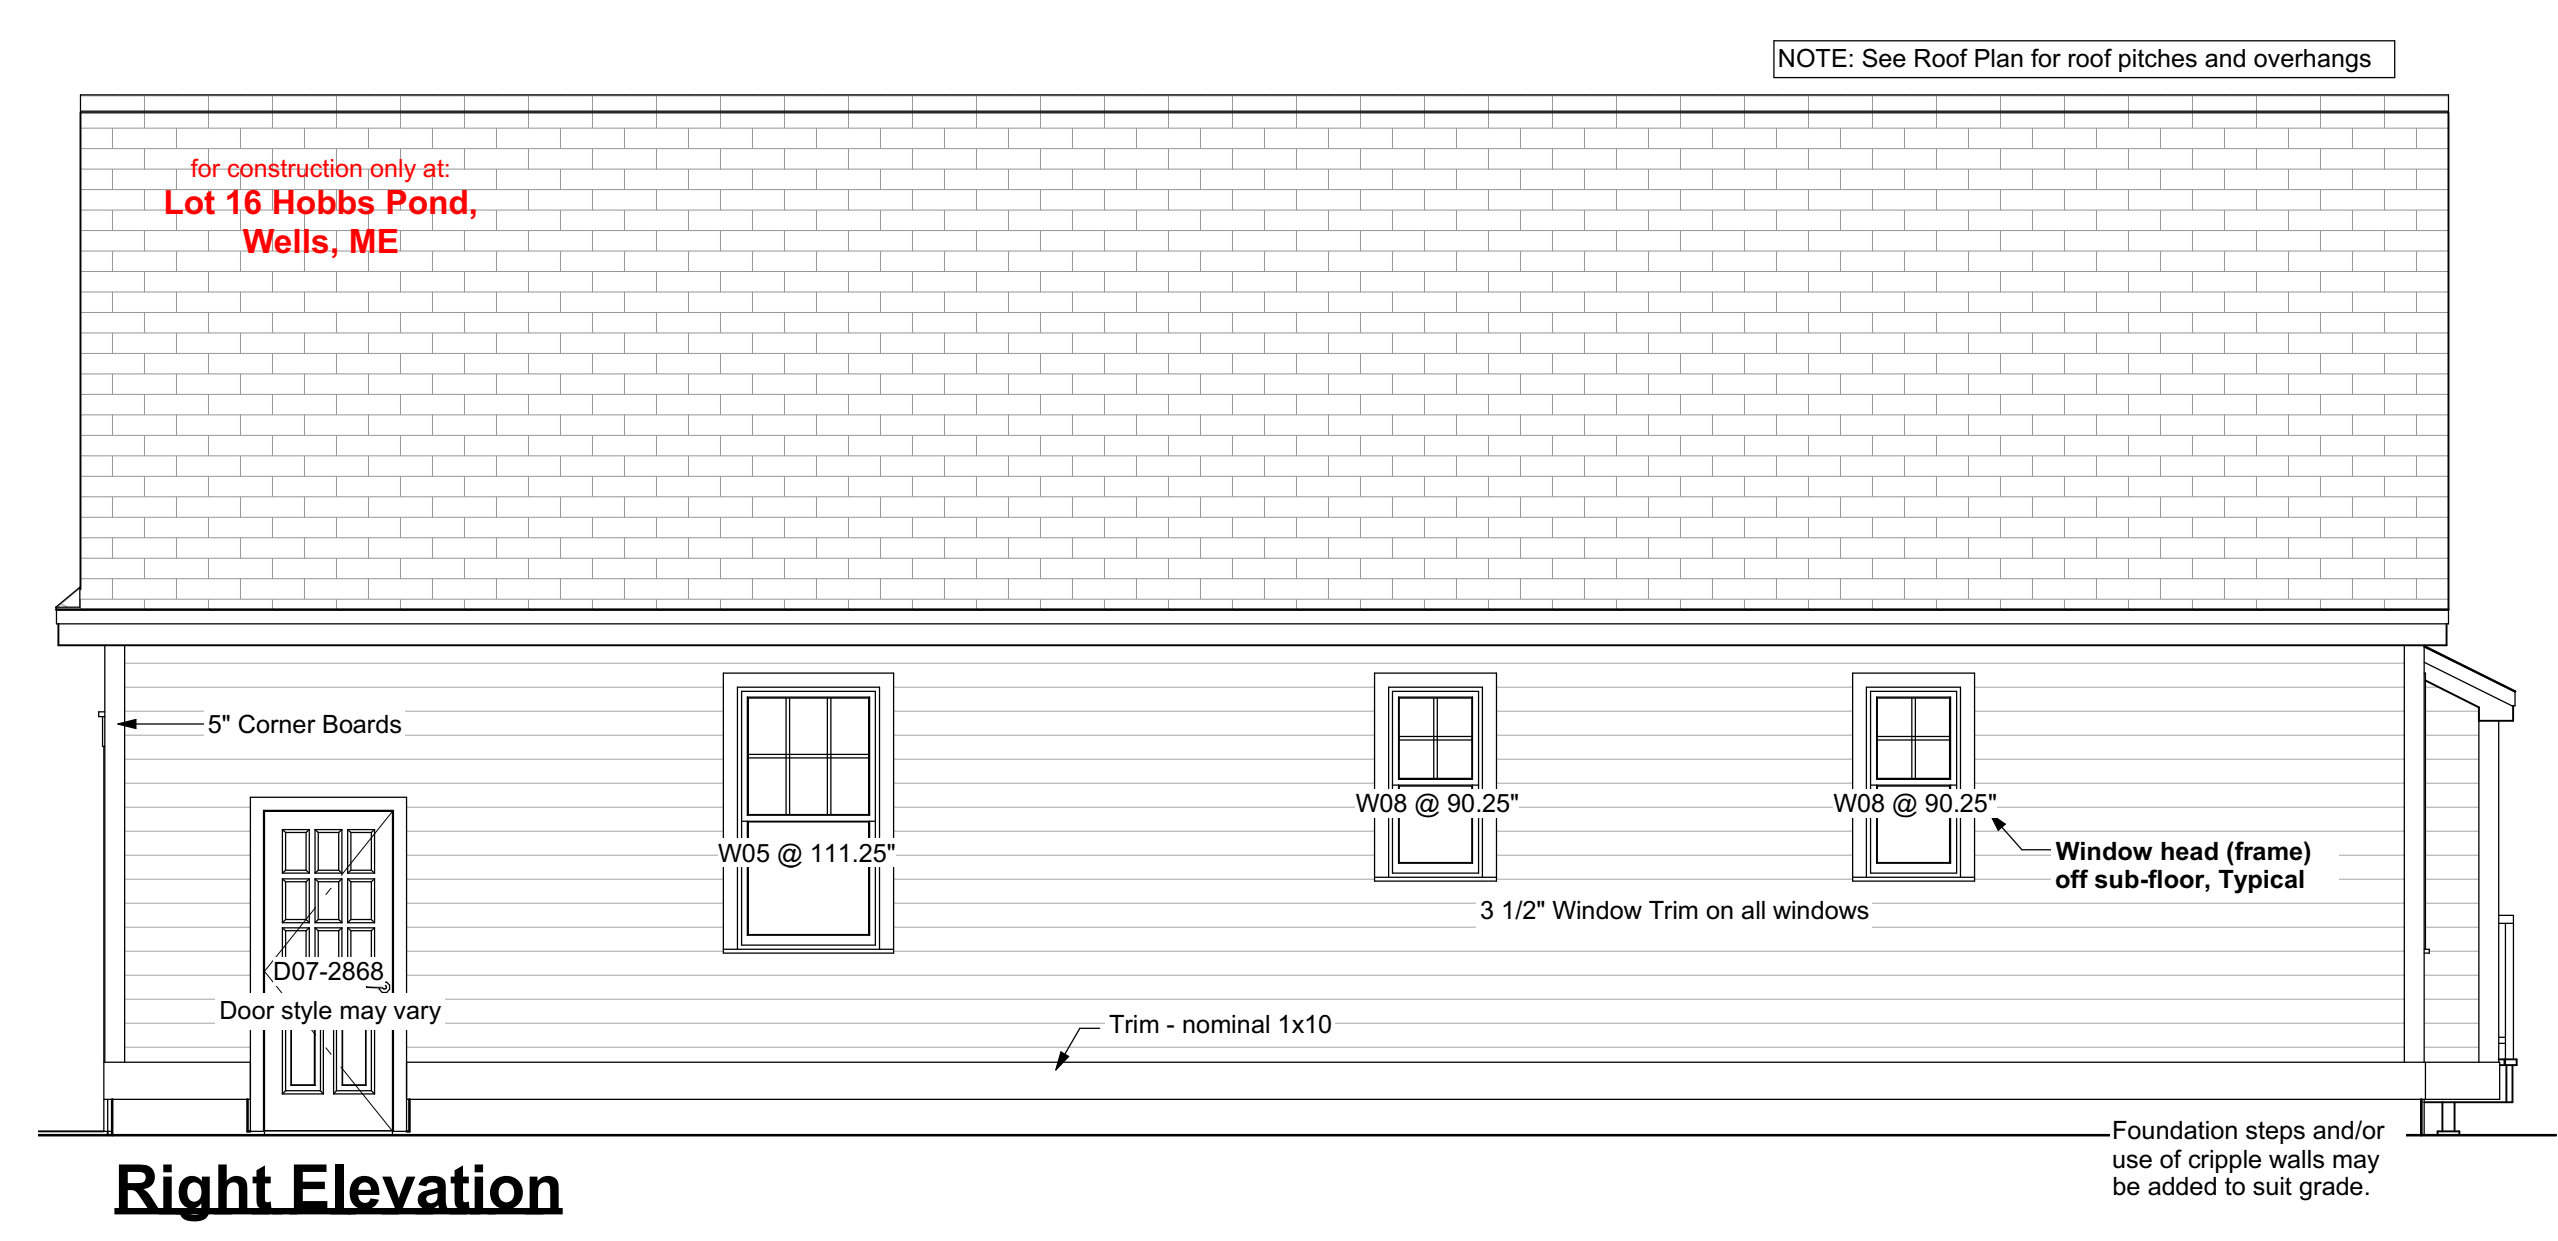 NOTE: See Roof Plan for roof pitches and overhangs
for construction only at:
Lot 16 Hobbs Pond,
Wells, ME
5" Corner Boards
W05 @ 111.25"
W08 @ 90.25"
W08 @ 90.25"
Window head (frame)
off sub-floor, Typical
3 1/2" Window Trim on all windows
D07-2868
Door style may vary
Trim - nominal 1x10
Foundation steps and/or
use of cripple walls may
be added to suit grade.
Right Elevation